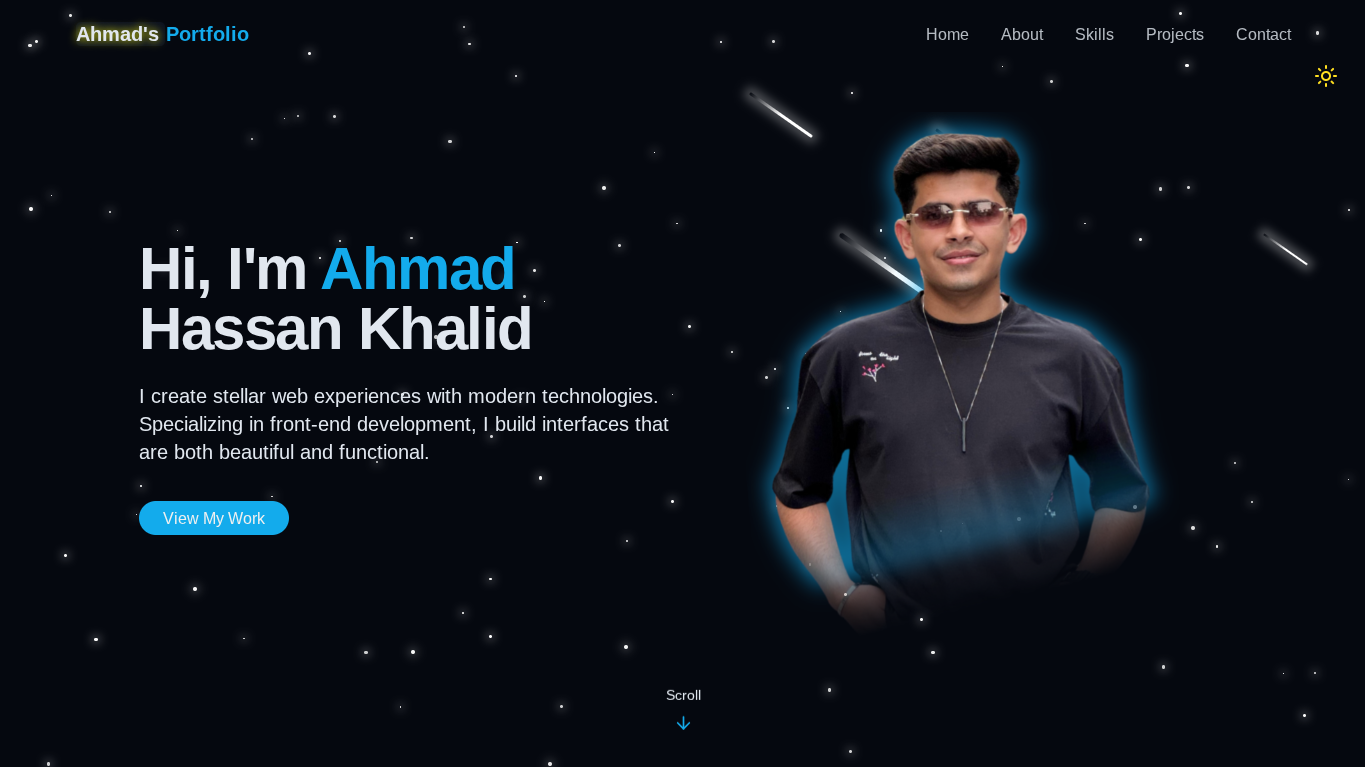 Ahmad's Portfolio
Home
About
Skills
Projects
Contact
Hi, I'm Ahmad
Hassan Khalid
I create stellar web experiences with modern technologies.
Specializing in front-end development, I build interfaces that
are both beautiful and functional.
View My Work
Scroll